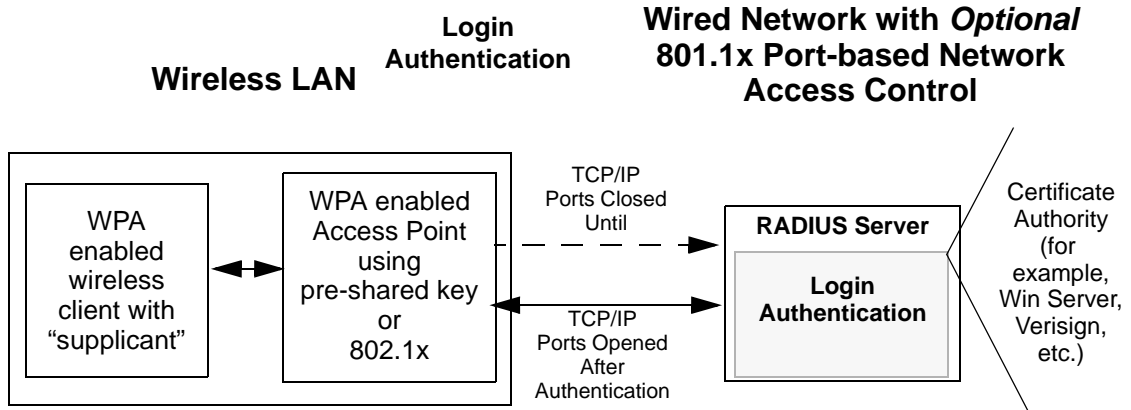 Wireless LAN
Login
Authentication
Wired Network with Optional
801.1x Port-based Network
Access Control
WPA
enabled
wireless
client with
“supplicant”
WPA enabled
Access Point
using
pre-shared key
or
802.1x
TCP/IP
Ports Closed
Until
TCP/IP
Ports Opened
After
Authentication
RADIUS Server
Login
Authentication
Certificate
Authority
(for
example,
Win Server,
Verisign,
etc.)